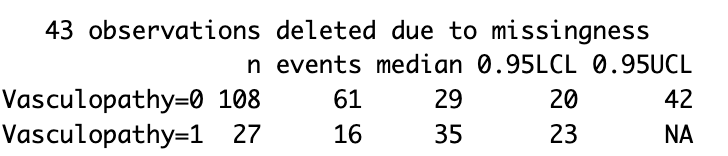 43 observations deleted due to missingness
n events median 0.95LCL 0.95UCL
Vasculopathy=0 108 61 29 20 42
Vasculopathy=1 27 16 35 23 NA